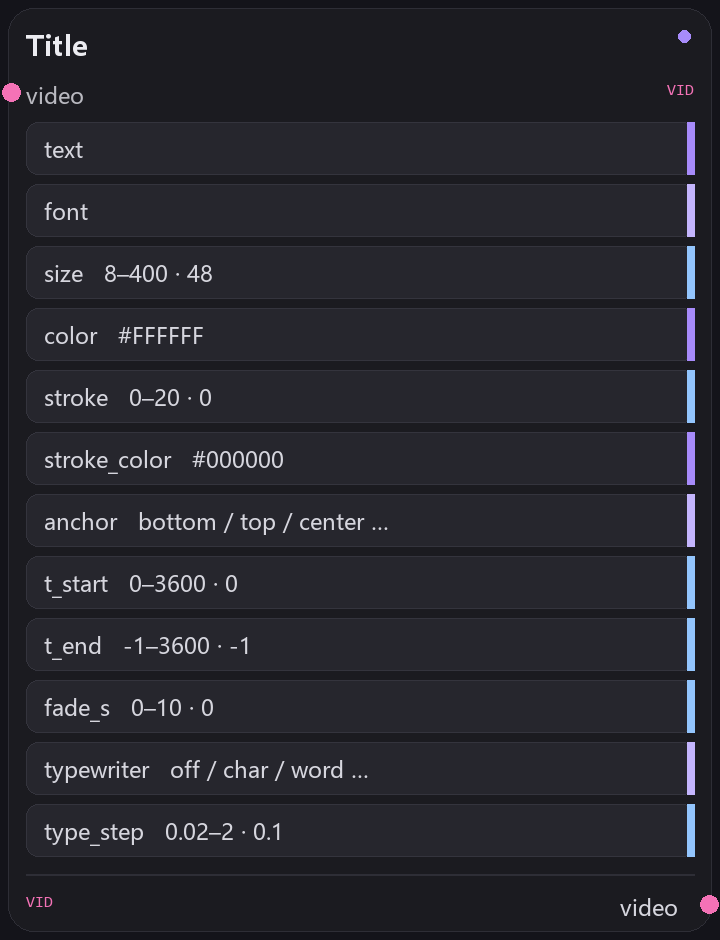 Title
video VID
text
font
size 8–400 · 48
color #FFFFFF
stroke 0–20 · 0
stroke_color #000000
anchor bottom / top / center ...
t_start 0–3600 · 0
t_end -1–3600 · -1
fade_s 0–10 · 0
typewriter off / char / word ...
type_step 0.02–2 · 0.1
VID video